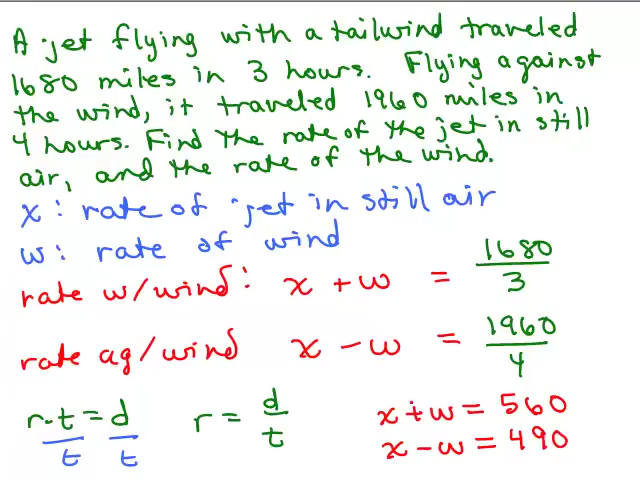 A jet flying with a tailwind traveled
1680 miles in 3 hours. Flying against
the wind, it traveled 1960 miles in
4 hours. Find the rate of the jet in still
air, and the rate of the wind.
x: rate of jet in still air
w: rate of wind
rate w/wind: x + w = 1680/3
rate ag/wind x - w = 1960/4
r·t/t = d/t r = d/t x+w = 560
x-w = 490